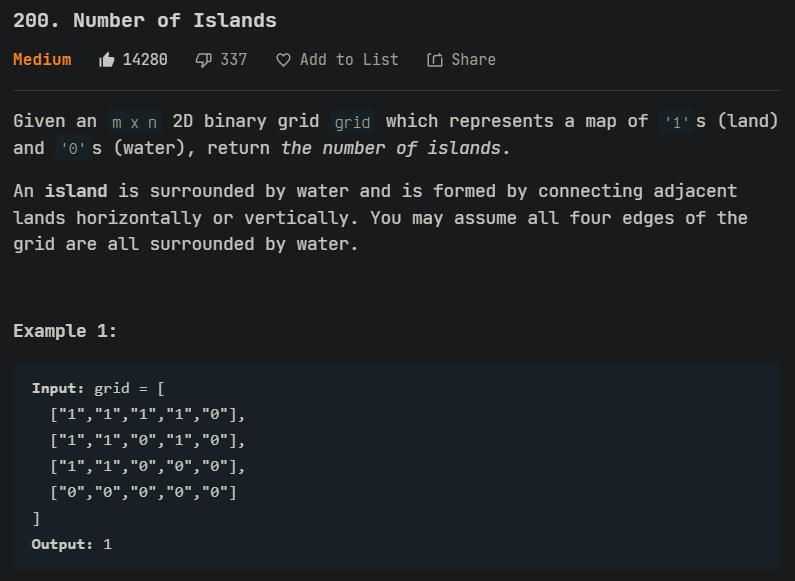 200. Number of Islands
Medium 14280 337 Add to List Share
Given an m x n 2D binary grid grid which represents a map of '1's (land)
and '0's (water), return the number of islands.
An island is surrounded by water and is formed by connecting adjacent
lands horizontally or vertically. You may assume all four edges of the
grid are all surrounded by water.
Example 1:
Input: grid = [
["1","1","1","1","0"],
["1","1","0","1","0"],
["1","1","0","0","0"],
["0","0","0","0","0"]
]
Output: 1